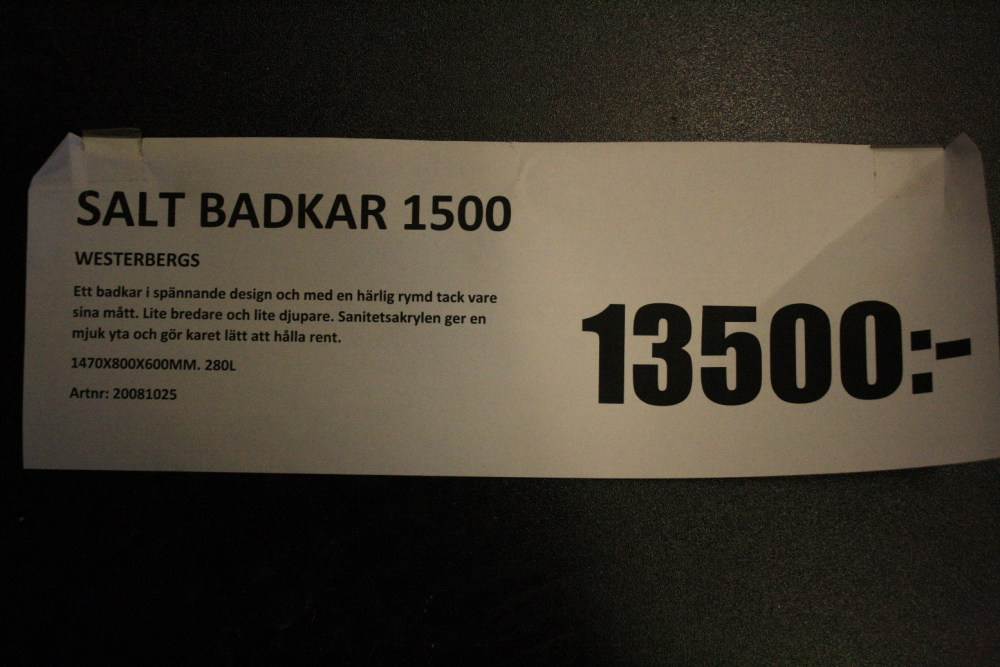 SALT BADKAR 1500
WESTERBERGS
Ett badkar i spännande design och med en härlig rymd tack vare
sina mått. Lite bredare och lite djupare. Sanitetsakrylen ger en
mjuk yta och gör karet lätt att hålla rent.
1470X800X600MM. 280L
Artnr: 20081025
13500:-